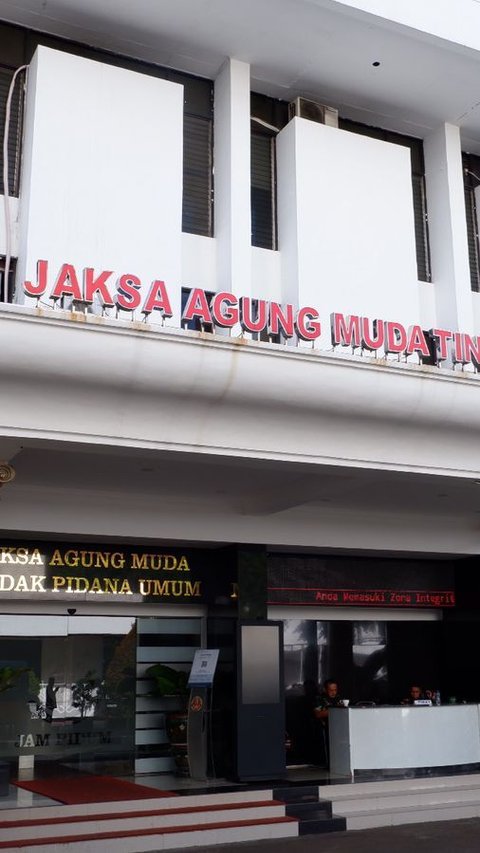 JAKSA AGUNG MUDA TIN
KSA AGUNG MUDA
DAK PIDANA UMUM
Anda Memasuki Zona Integrit
JAM PIDUM